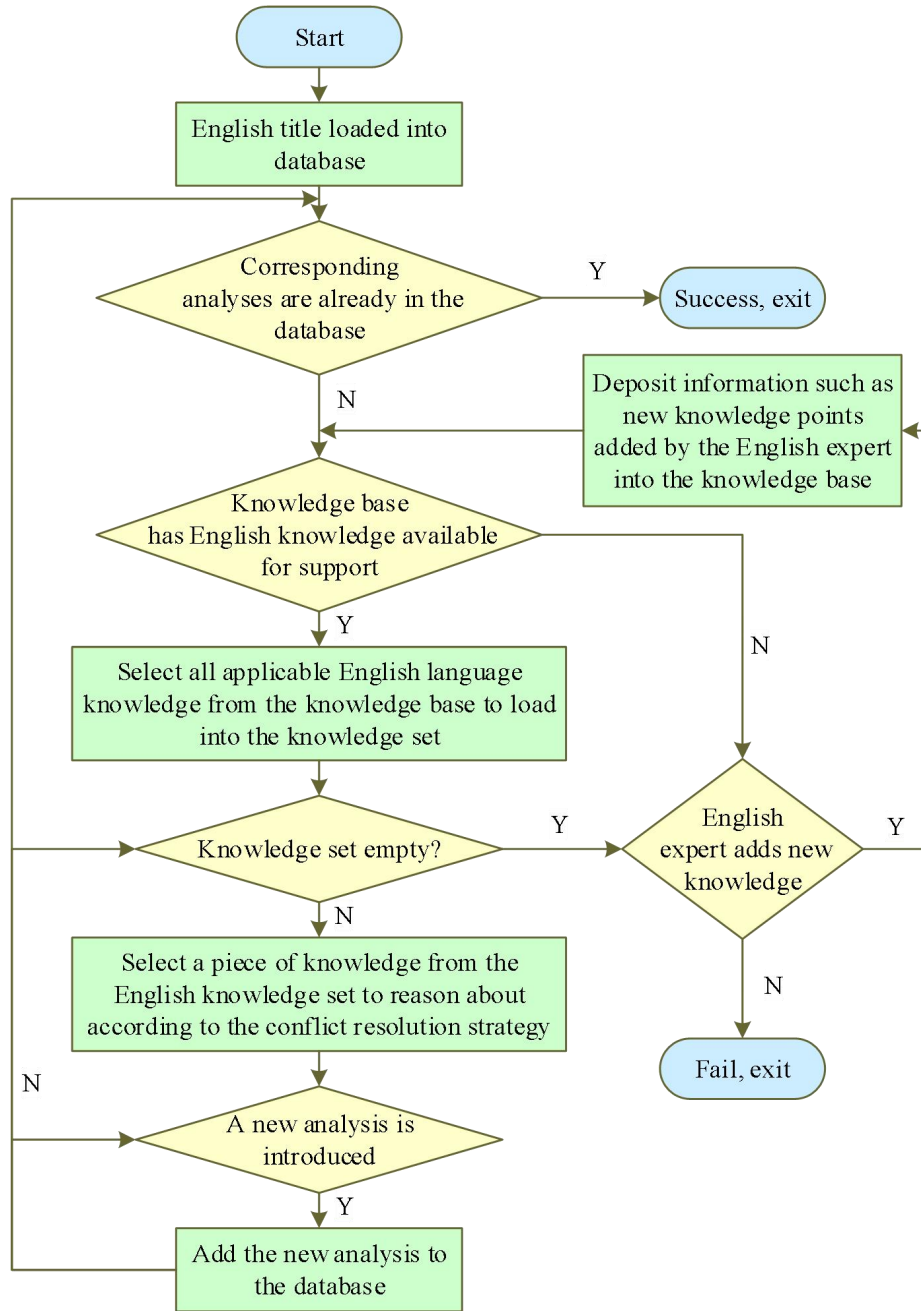 Start
English title loaded into
database
Corresponding
analyses are already in the
database
Y
Success, exit
N
Deposit information such as
new knowledge points
added by the English expert
into the knowledge base
Knowledge base
has English knowledge available
for support
Y
N
Select all applicable English language
knowledge from the knowledge base to load
into the knowledge set
Knowledge set empty?
Y
English
expert adds new
knowledge
Y
N
Select a piece of knowledge from the
English knowledge set to reason about
according to the conflict resolution strategy
N
Fail, exit
N
A new analysis is
introduced
Y
Add the new analysis to
the database